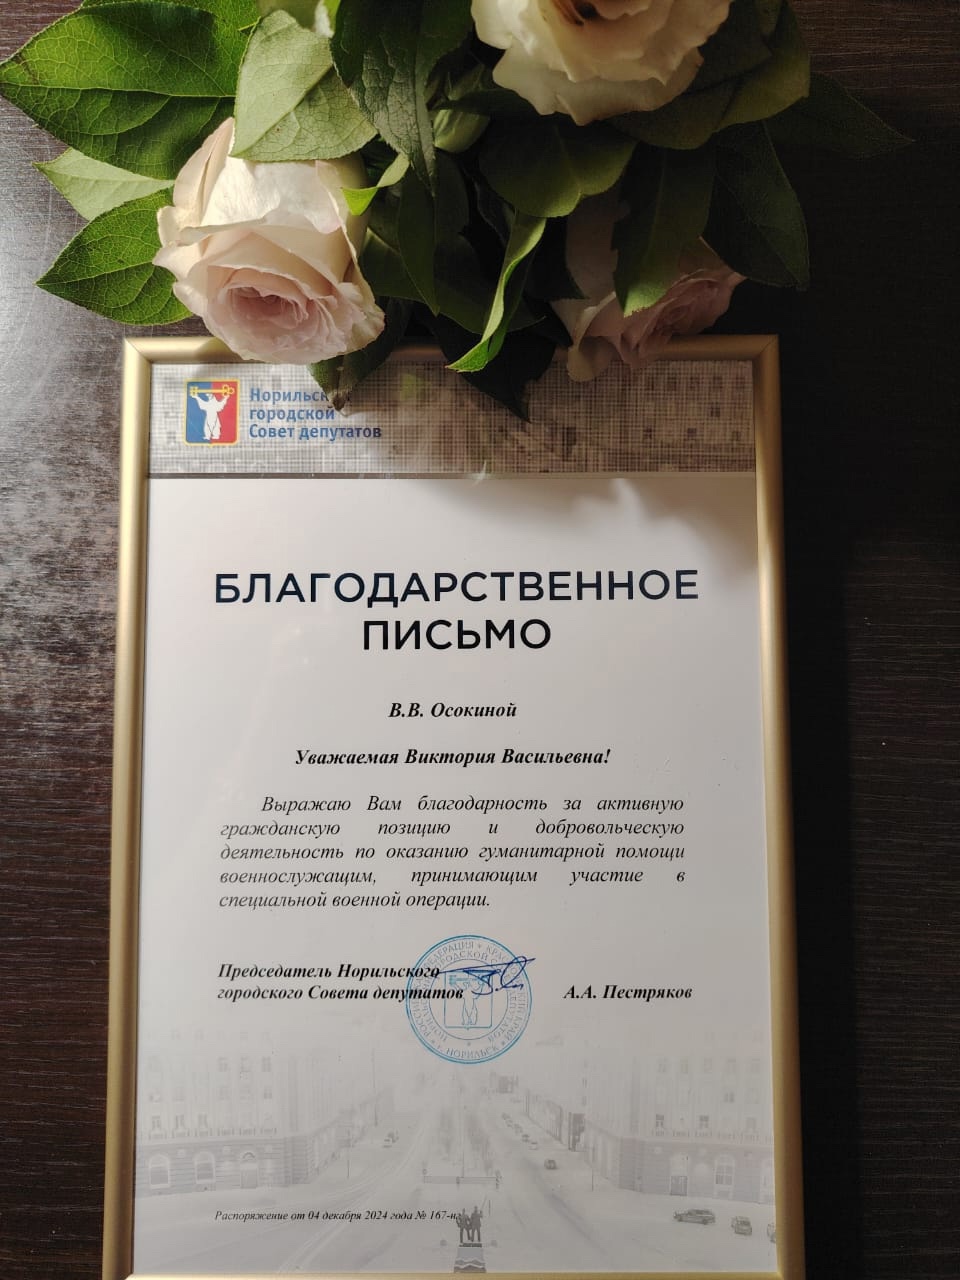 Норильский
городской
Совет депутатов
БЛАГОДАРСТВЕННОЕ
ПИСЬМО
В.В. Осокиной
Уважаемая Виктория Васильевна!
Выражаю Вам благодарность за активную
гражданскую позицию и добровольческую
деятельность по оказанию гуманитарной помощи
военнослужащим, принимающим участие в
специальной военной операции.
Председатель Норильского
городского Совета депутатов
А.А. Пестряков
г. НОРИЛЬСК
Распоряжение от 04 декабря 2024 года № 167-нг